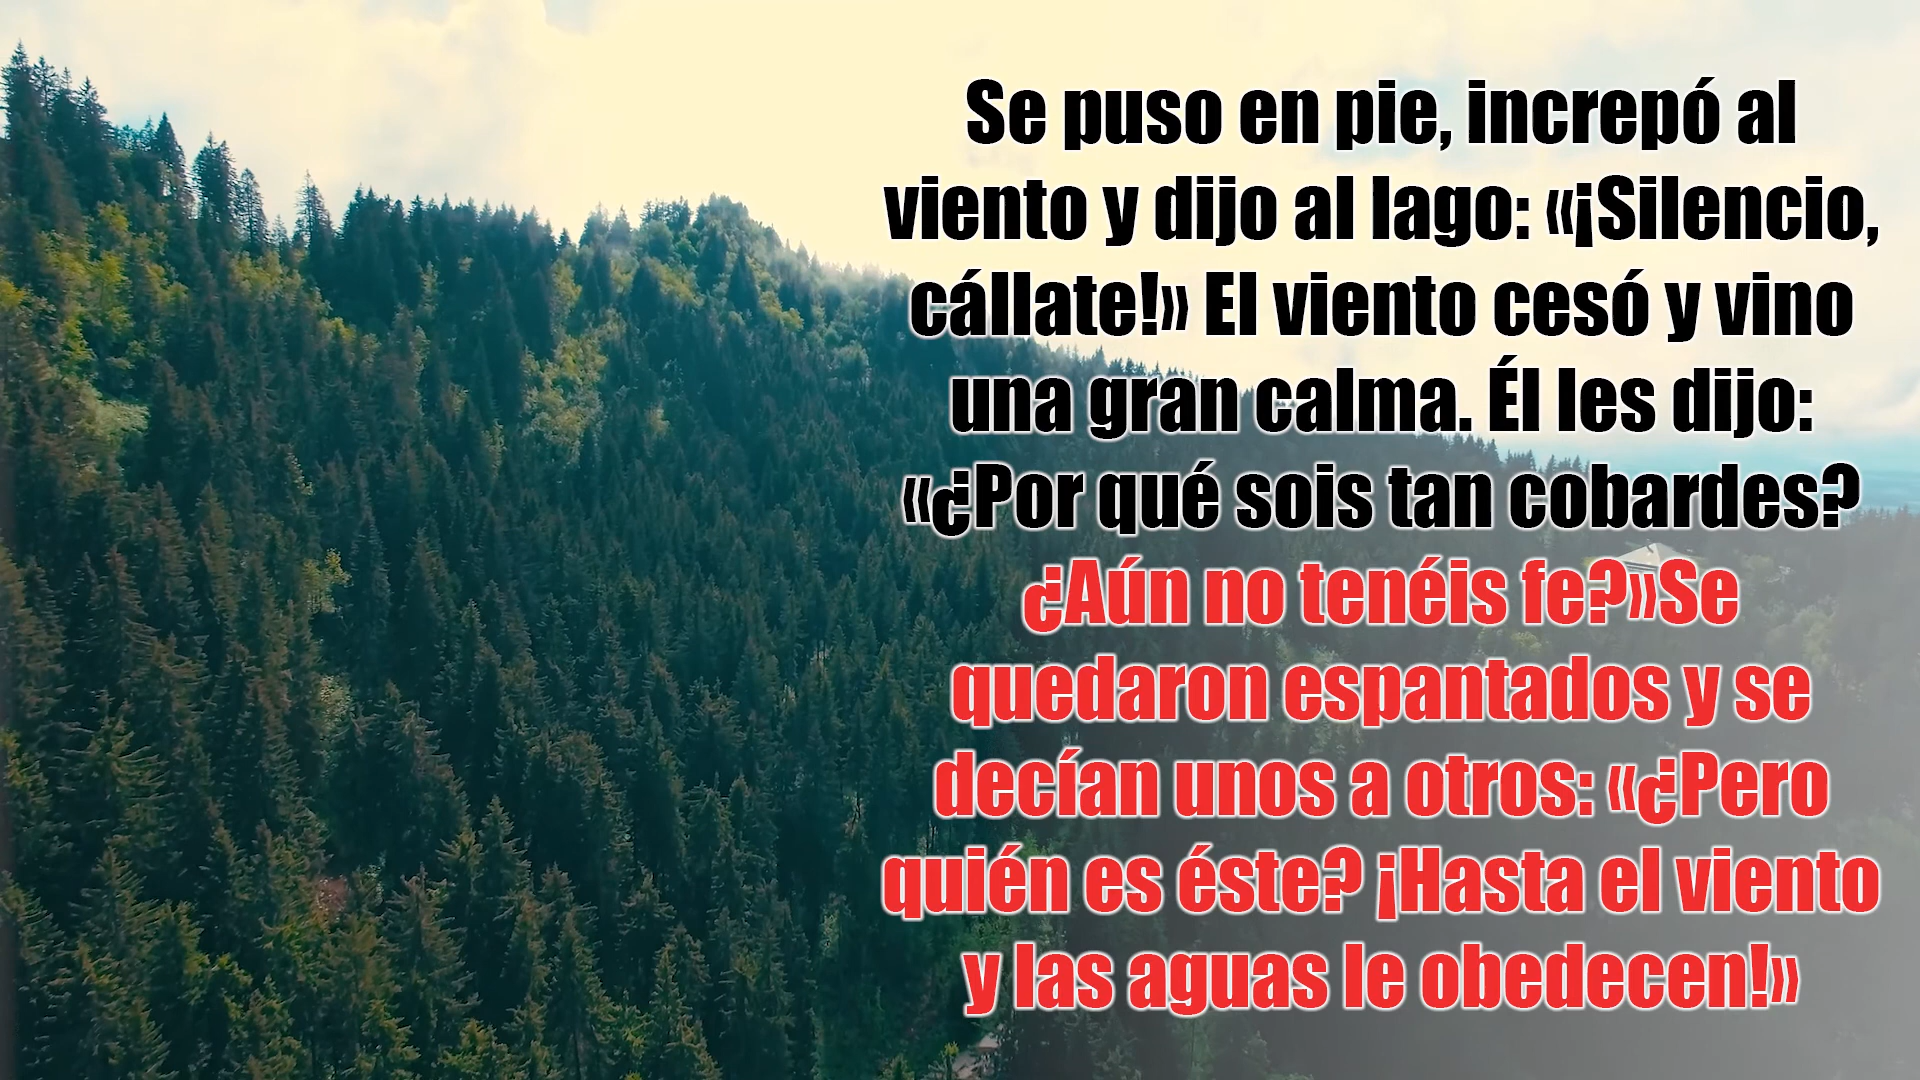 Se puso en pie, increpó al
viento y dijo al lago: «¡Silencio,
cállate!» El viento cesó y vino
una gran calma. Él les dijo:
«¿Por qué sois tan cobardes?
¿Aún no tenéis fe?»Se
quedaron espantados y se
decían unos a otros: «¿Pero
quién es éste? ¡Hasta el viento
y las aguas le obedecen!»